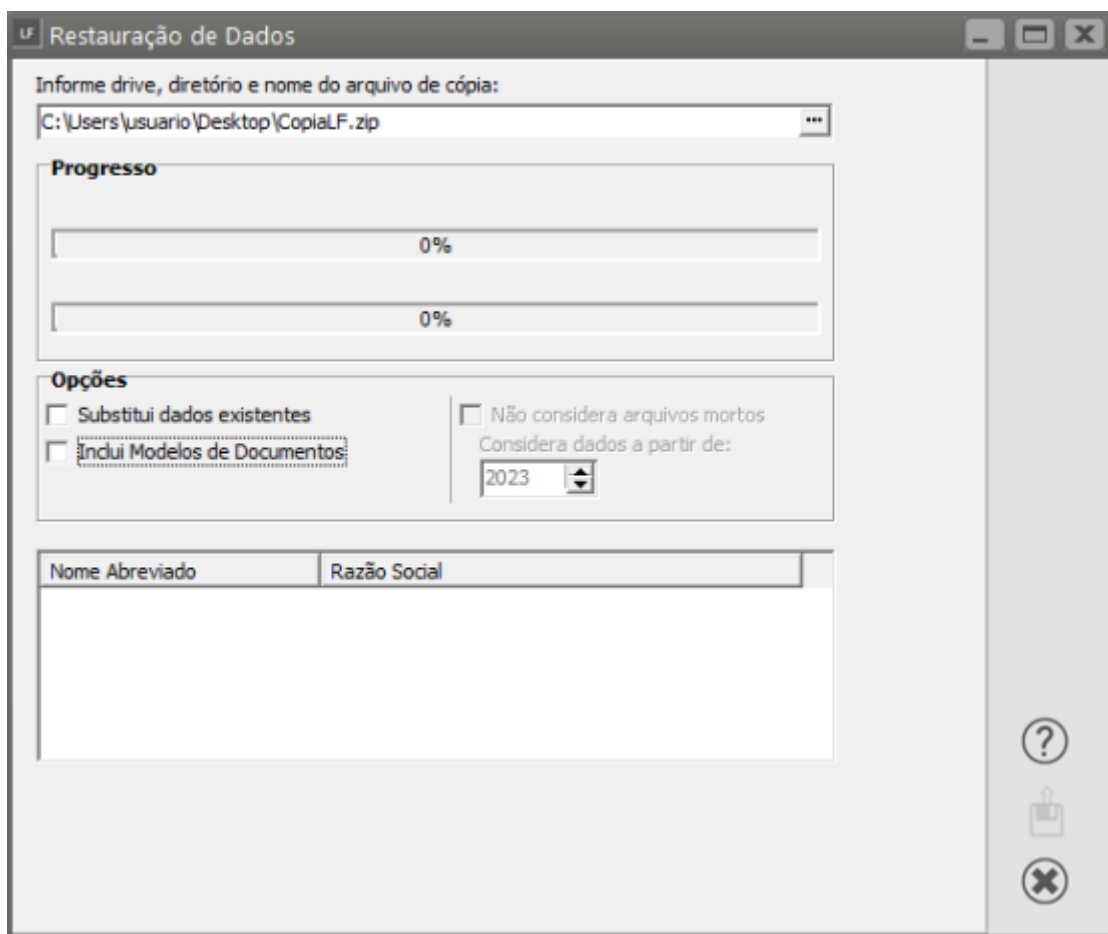 LF Restauração de Dados
Informe drive, diretório e nome do arquivo de cópia:
C:\Users\usuario\Desktop\CopiaLF.zip ...
Progresso
0%
0%
Opções
Substitui dados existentes
Inclui Modelos de Documentos
Não considera arquivos mortos
Considera dados a partir de:
2023
Nome Abreviado Razão Social
?